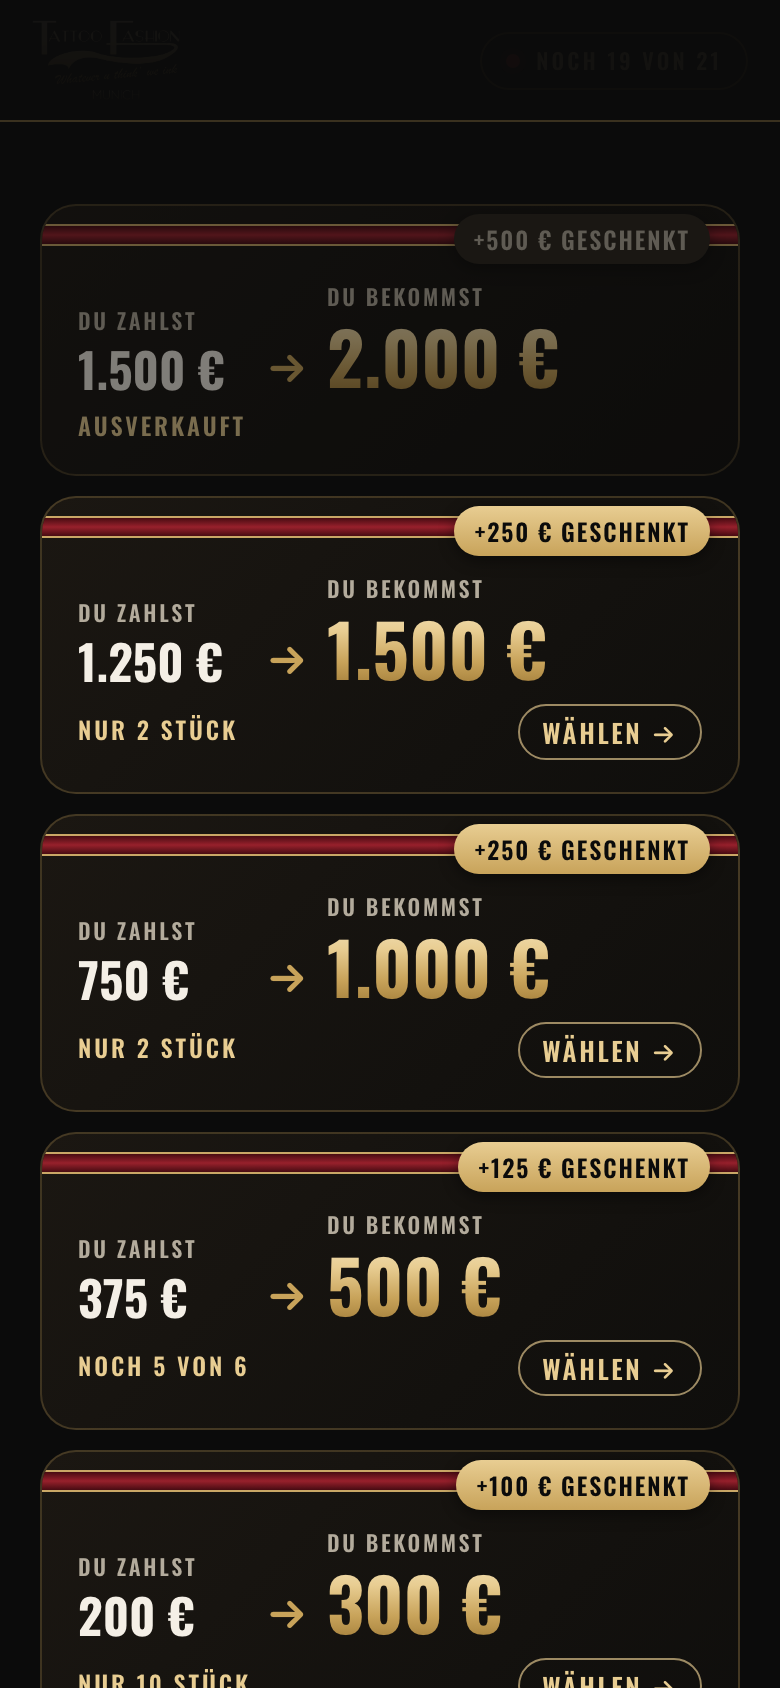 Tattoo Fashion
NOCH 19 VON 21
+500 € GESCHENKT
DU ZAHLST
DU BEKOMMST
1.500 € → 2.000 €
AUSVERKAUFT
+250 € GESCHENKT
DU ZAHLST
DU BEKOMMST
1.250 € → 1.500 €
NUR 2 STÜCK
WÄHLEN →
+250 € GESCHENKT
DU ZAHLST
DU BEKOMMST
750 € → 1.000 €
NUR 2 STÜCK
WÄHLEN →
+125 € GESCHENKT
DU ZAHLST
DU BEKOMMST
375 € → 500 €
NOCH 5 VON 6
WÄHLEN →
+100 € GESCHENKT
DU ZAHLST
DU BEKOMMST
200 € → 300 €
NUR 10 STÜCK
WÄHLEN →